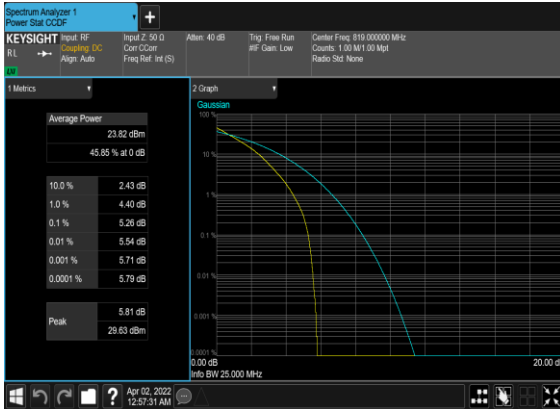 Spectrum Analyzer 1
Power Stat CCDF
KEYSIGHT
RL
Input: RF
Coupling: DC
Align: Auto
Input Z: 50 Ω
Corr CCorr
Freq Ref: Int (S)
Atten: 40 dB
Trig: Free Run
#IF Gain: Low
Center Freq: 819.000000 MHz
Counts: 1.00 M/1.00 Mpt
Radio Std: None
1 Metrics
Average Power
23.82 dBm
45.85 % at 0 dB
10.0 % 2.43 dB
1.0 % 4.40 dB
0.1 % 5.26 dB
0.01 % 5.54 dB
0.001 % 5.71 dB
0.0001 % 5.79 dB
Peak
5.81 dB
29.63 dBm
2 Graph
Gaussian
100 %
10 %
1 %
0.1 %
0.01 %
0.001 %
0.0001 %
0.00 dB
20.00 d
Info BW 25.000 MHz
?
Apr 02, 2022
12:57:31 AM